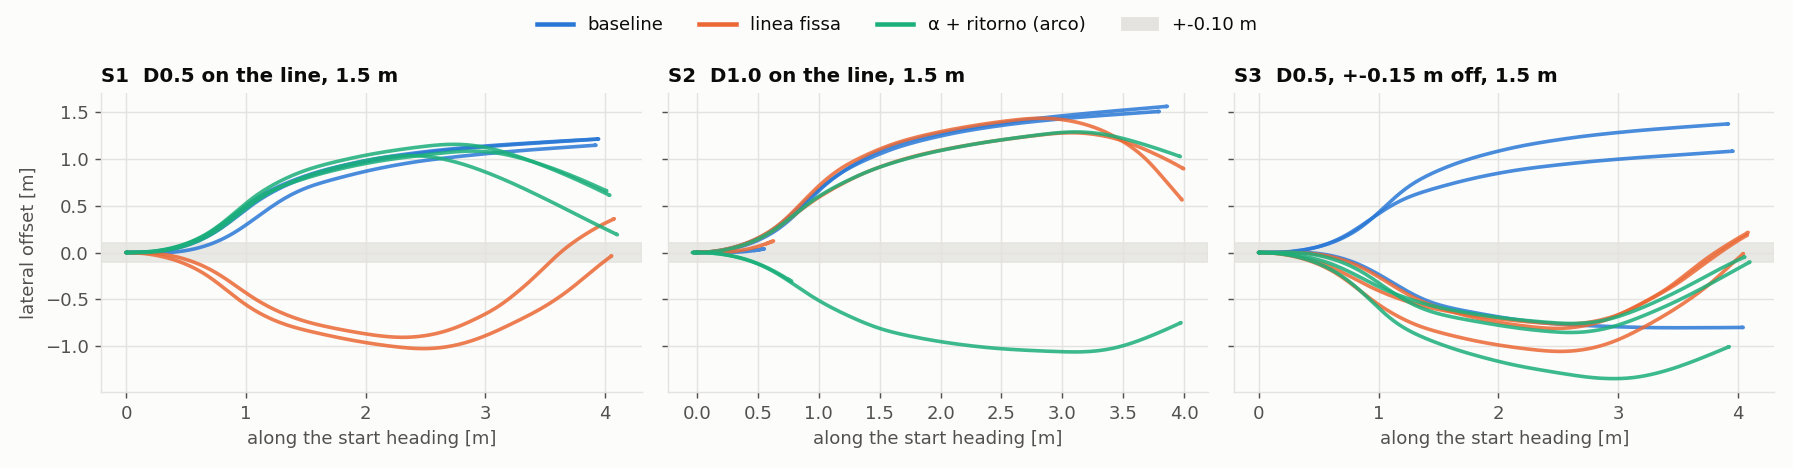 baseline linea fissa α + ritorno (arco) +-0.10 m
S1 D0.5 on the line, 1.5 m
S2 D1.0 on the line, 1.5 m
S3 D0.5, +-0.15 m off, 1.5 m
lateral offset [m]
1.5
1.0
0.5
0.0
−0.5
−1.0
0 1 2 3 4
0.0 0.5 1.0 1.5 2.0 2.5 3.0 3.5 4.0
0 1 2 3 4
along the start heading [m]
along the start heading [m]
along the start heading [m]